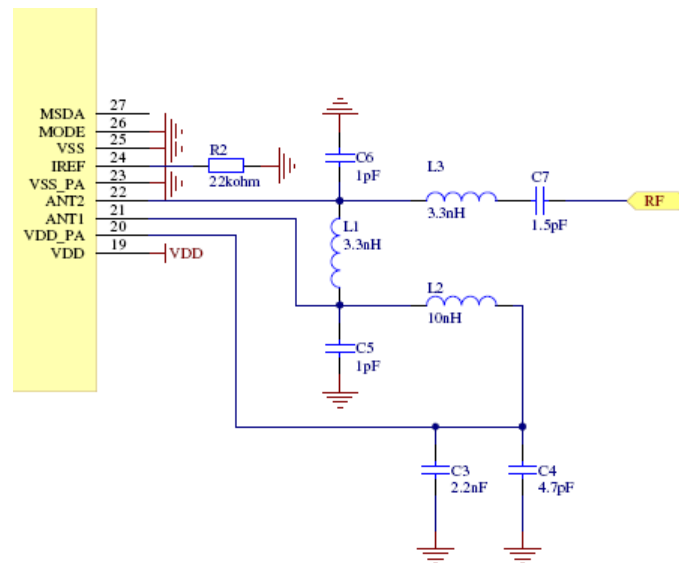 MSDA 27
MODE 26
VSS 25
IREF 24
VSS_PA 23
ANT2 22
ANT1 21
VDD_PA 20
VDD 19
VDD
R2
22kohm
C6
1pF
L3
3.3nH
C7
1.5pF
RF
L1
3.3nH
L2
10nH
C5
1pF
C3
2.2nF
C4
4.7pF